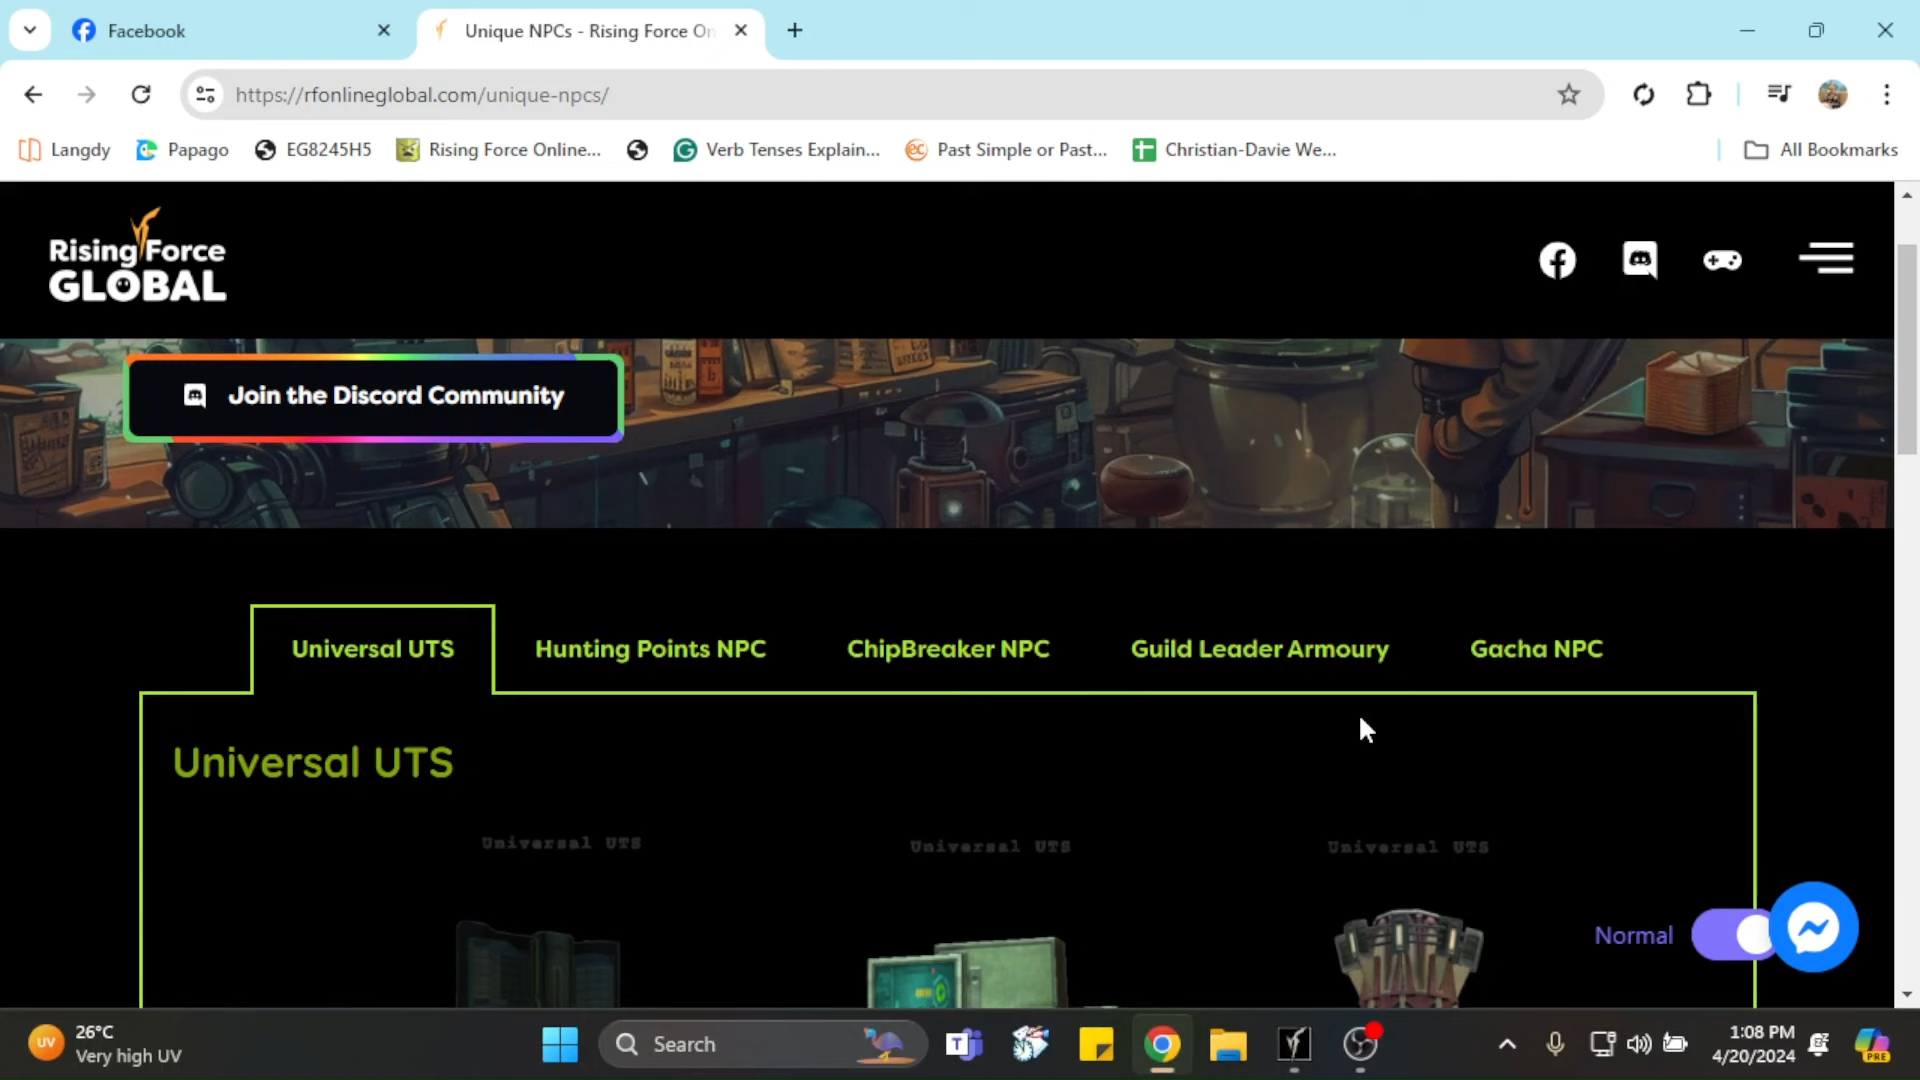 Facebook
Unique NPCs - Rising Force On
https://rfonlineglobal.com/unique-npcs/
Langdy
Papago
EG8245H5
Rising Force Online...
Verb Tenses Explain...
Past Simple or Past...
Christian-Davie We...
All Bookmarks
Rising Force
GLOBAL
Join the Discord Community
Universal UTS
Hunting Points NPC
ChipBreaker NPC
Guild Leader Armoury
Gacha NPC
Universal UTS
Universal UTS
Universal UTS
Universal UTS
Normal
UV
26°C
Very high UV
Search
1:08 PM
4/20/2024
PRE